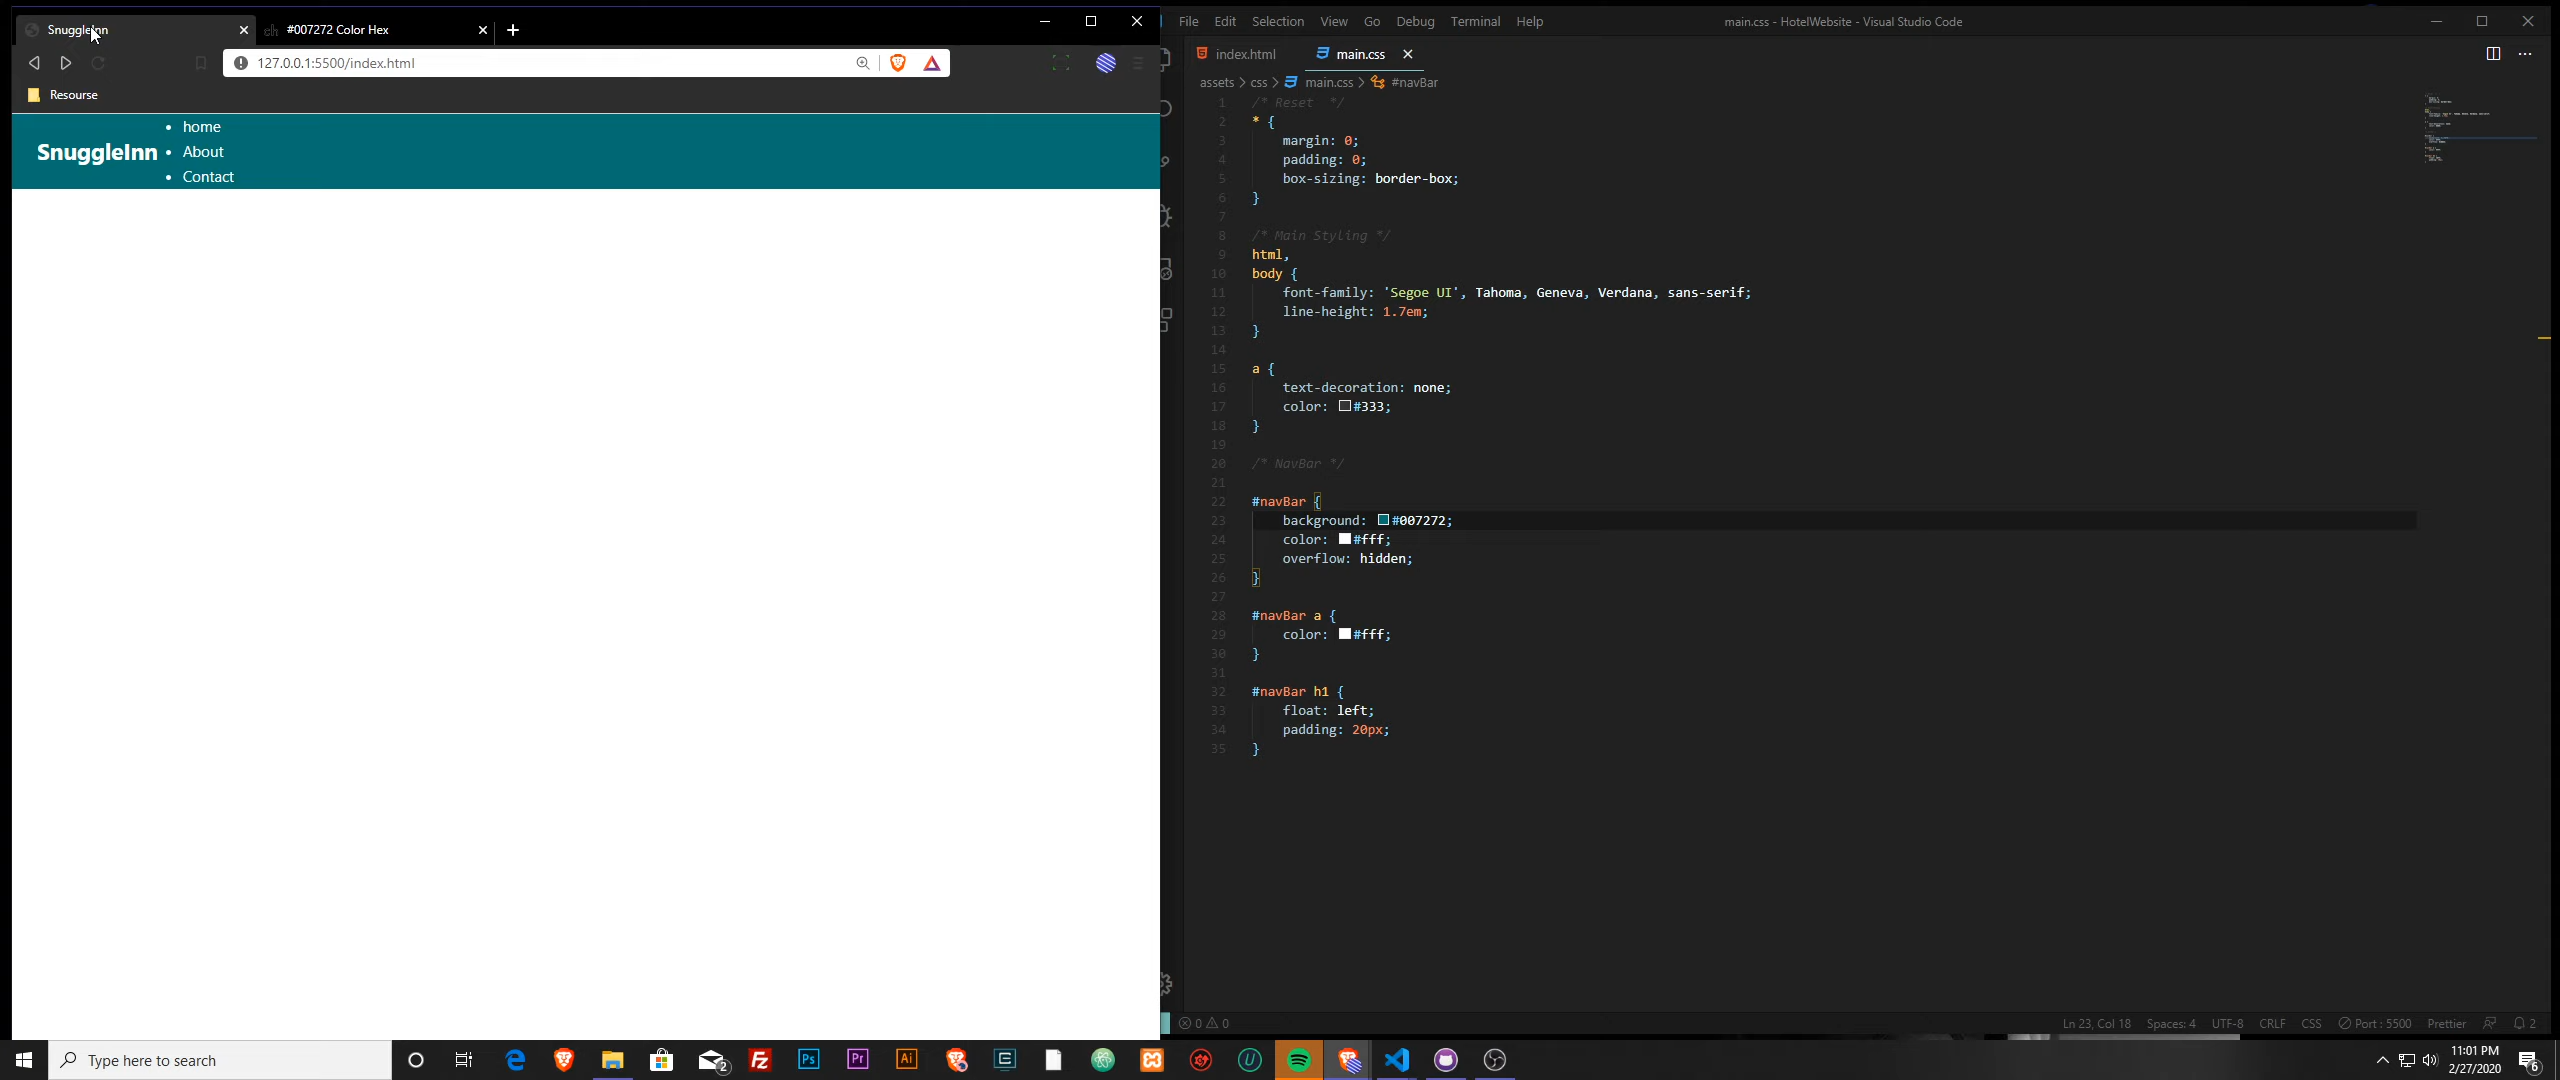 SnuggleInn
#007272 Color Hex
127.0.0.1:5500/index.html
Resourse
SnuggleInn
home
About
Contact
File Edit Selection View Go Debug Terminal Help
main.css - HotelWebsite - Visual Studio Code
index.html
main.css
assets > css > main.css > #navBar
1 /* Reset */
2 * {
3 margin: 0;
4 padding: 0;
5 box-sizing: border-box;
6 }
7
8 /* Main Styling */
9 html,
10 body {
11 font-family: 'Segoe UI', Tahoma, Geneva, Verdana, sans-serif;
12 line-height: 1.7em;
13 }
14
15 a {
16 text-decoration: none;
17 color: #333;
18 }
19
20 /* NavBar */
21
22 #navBar {
23 background: #007272;
24 color: #fff;
25 overflow: hidden;
26 }
27
28 #navBar a {
29 color: #fff;
30 }
31
32 #navBar h1 {
33 float: left;
34 padding: 20px;
35 }
0 0
Ln 23, Col 18 Spaces: 4 UTF-8 CRLF CSS Port : 5500 Prettier 2
Type here to search
2
Ps
Pr
Ai
11:01 PM
2/27/2020
6